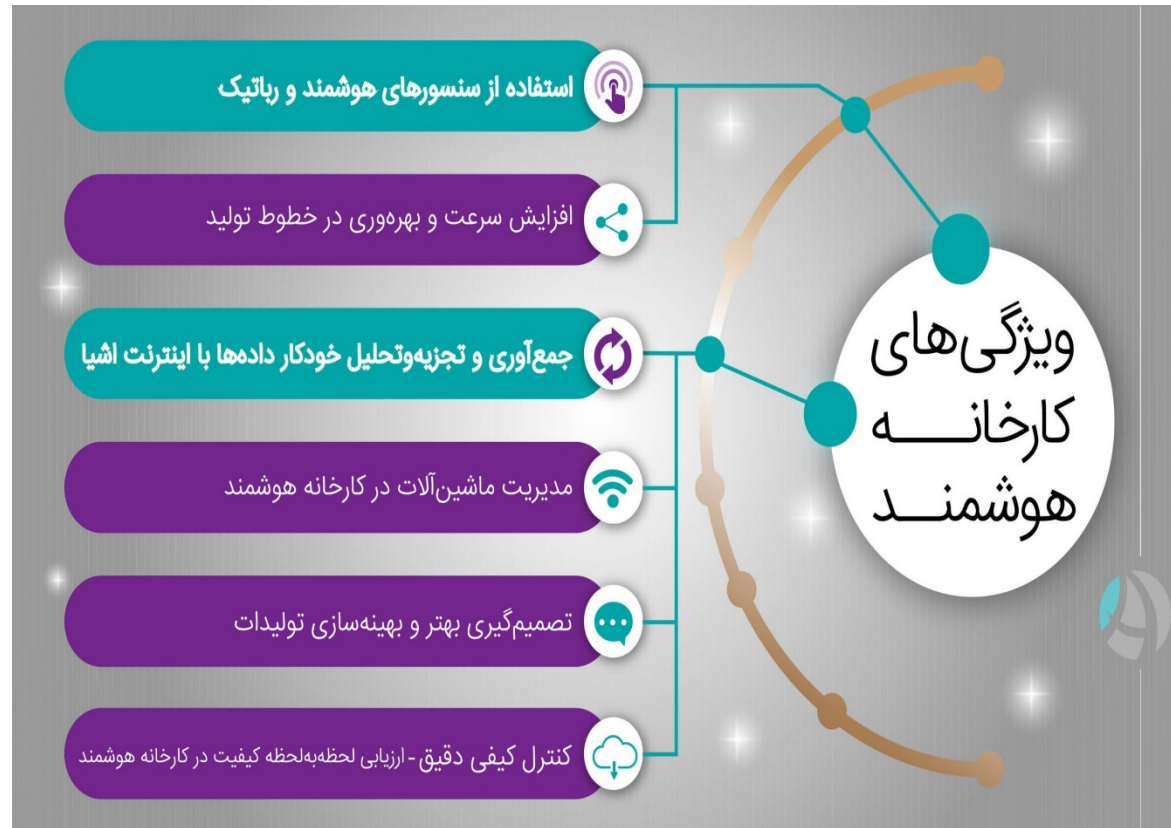 ویژگی‌های
کارخانه
هوشمند
استفاده از سنسورهای هوشمند و رباتیک
افزایش سرعت و بهره‌وری در خطوط تولید
جمع‌آوری و تجزیه‌وتحلیل خودکار داده‌ها با اینترنت اشیا
مدیریت ماشین‌آلات در کارخانه هوشمند
تصمیم‌گیری بهتر و بهینه‌سازی تولیدات
کنترل کیفی دقیق - ارزیابی لحظه‌به‌لحظه کیفیت در کارخانه هوشمند